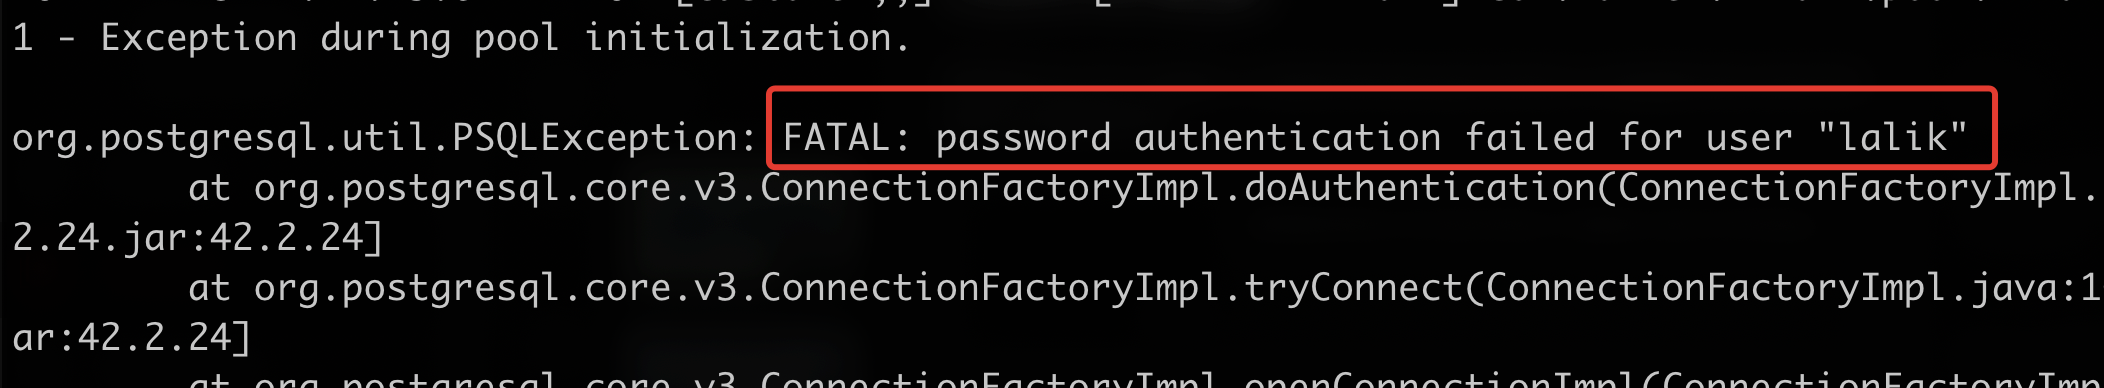 1 - Exception during pool initialization.
org.postgresql.util.PSQLException: FATAL: password authentication failed for user "lalik"
at org.postgresql.core.v3.ConnectionFactoryImpl.doAuthentication(ConnectionFactoryImpl.
2.24.jar:42.2.24]
at org.postgresql.core.v3.ConnectionFactoryImpl.tryConnect(ConnectionFactoryImpl.java:1
ar:42.2.24]
at org.postgresql.core.v3.ConnectionFactoryImpl.openConnectionImpl(ConnectionFactoryImp